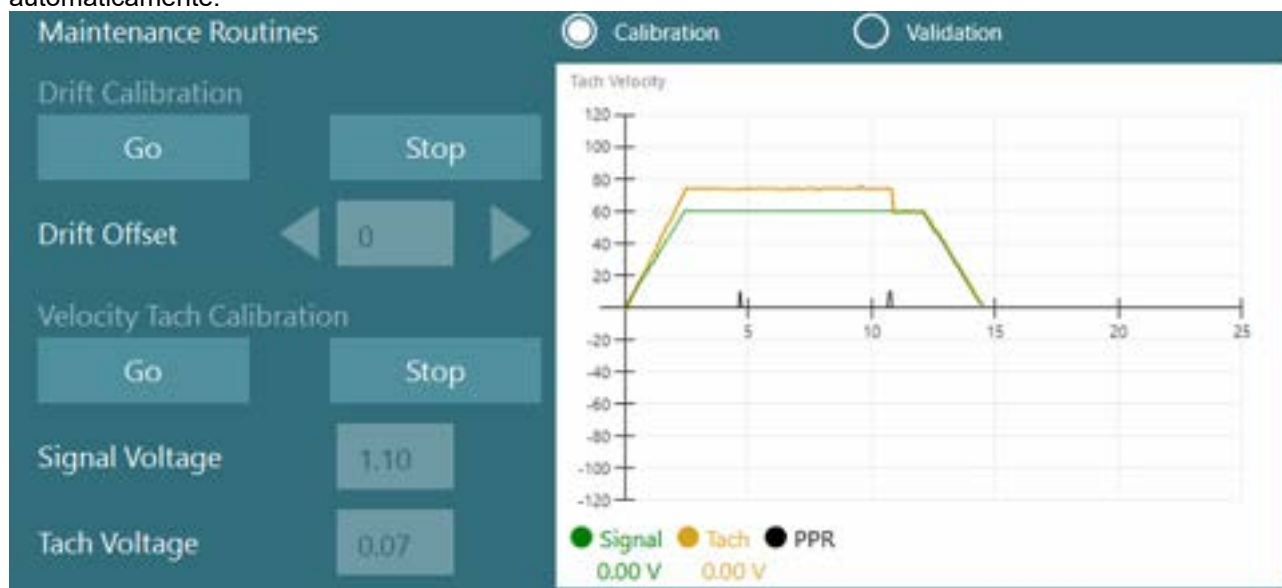 automaticamente.
Maintenance Routines
Calibration
Validation
Drift Calibration
Go
Stop
Drift Offset
0
Velocity Tach Calibration
Go
Stop
Signal Voltage
1.10
Tach Voltage
0.07
Tach Velocity
120
100
80
60
40
20
5
10
15
20
25
-20
-40
-60
-80
-100
-120
Signal
Tach
PPR
0.00 V
0.00 V